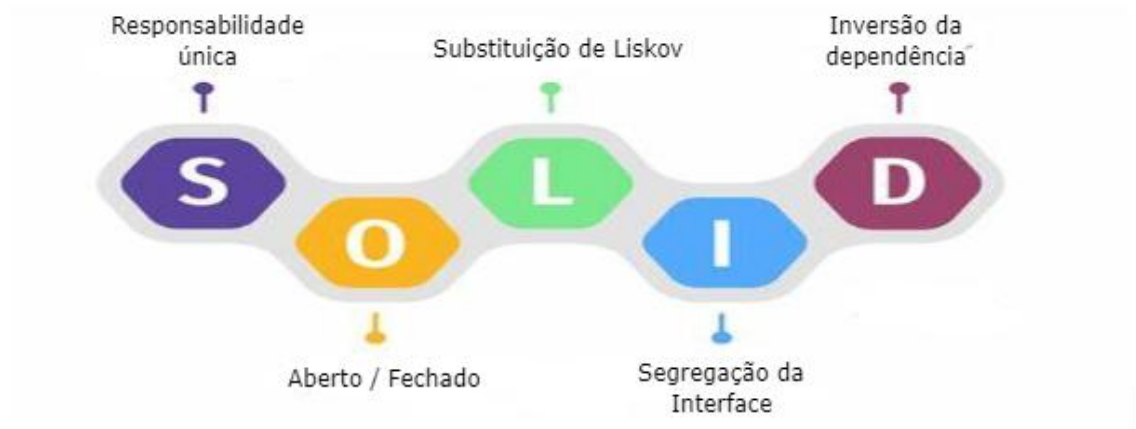 Responsabilidade
única
Substituição de Liskov
Inversão da
dependência
S
O
L
I
D
Aberto / Fechado
Segregação da
Interface